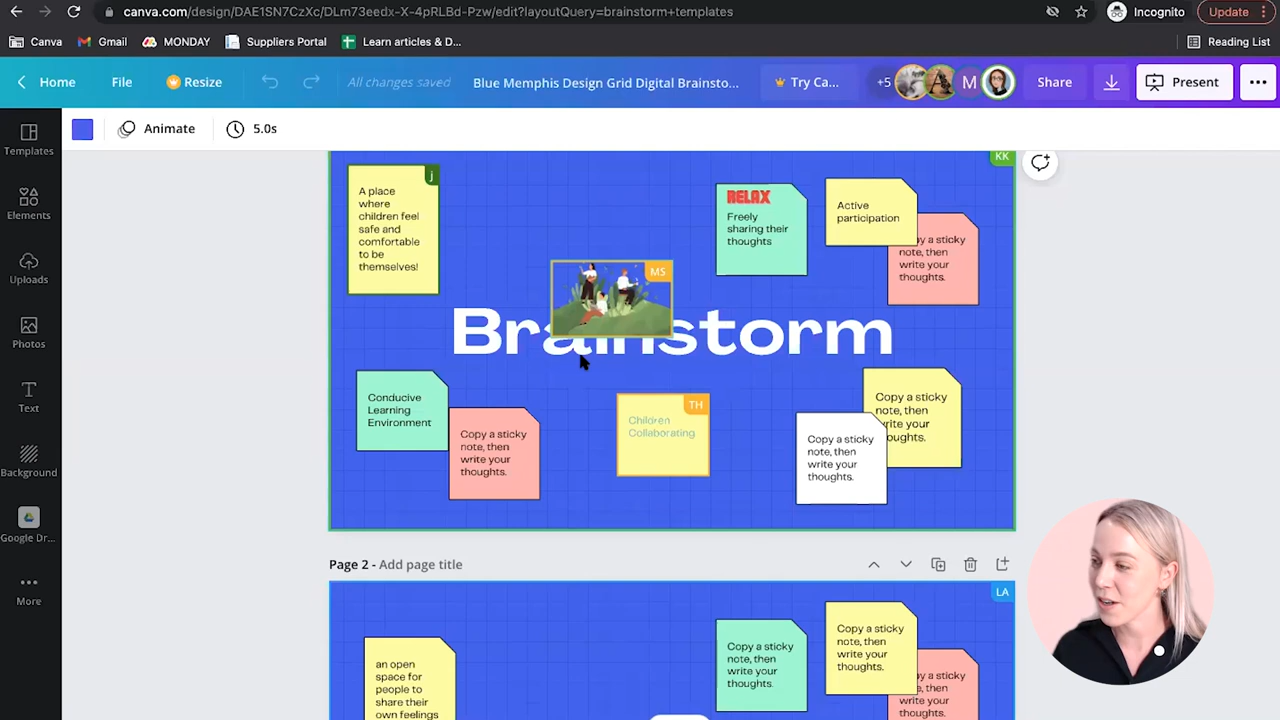 canva.com/design/DAE1SN7CzXc/DLm73eedx-X-4pRLBd-Pzw/edit?layoutQuery=brainstorm+templates
Incognito
Update
Canva
Gmail
MONDAY
Suppliers Portal
Learn articles & D...
Reading List
Home
File
Resize
All changes saved
Blue Memphis Design Grid Digital Brainsto...
Try Ca...
+5
M
Share
Present
Animate
5.0s
Templates
Elements
Uploads
Photos
Text
Background
Google Dr...
More
KK
j
A place
where
children feel
safe and
comfortable
to be
themselves!
RELAX
Freely
sharing their
thoughts
Active
participation
y a sticky
note, then
write your
thoughts.
MS
Brainstorm
Conducive
Learning
Environment
Copy a sticky
note, then
write your
thoughts.
TH
Children
Collaborating
Copy a sticky
note, then
write your
oughts.
Copy a sticky
note, then
write your
thoughts.
Page 2 - Add page title
LA
an open
space for
people to
share their
own feelings
Copy a sticky
note, then
write your
thoughts.
Copy a sticky
note, then
write your
thoughts.
y a sticky
note, then
write your